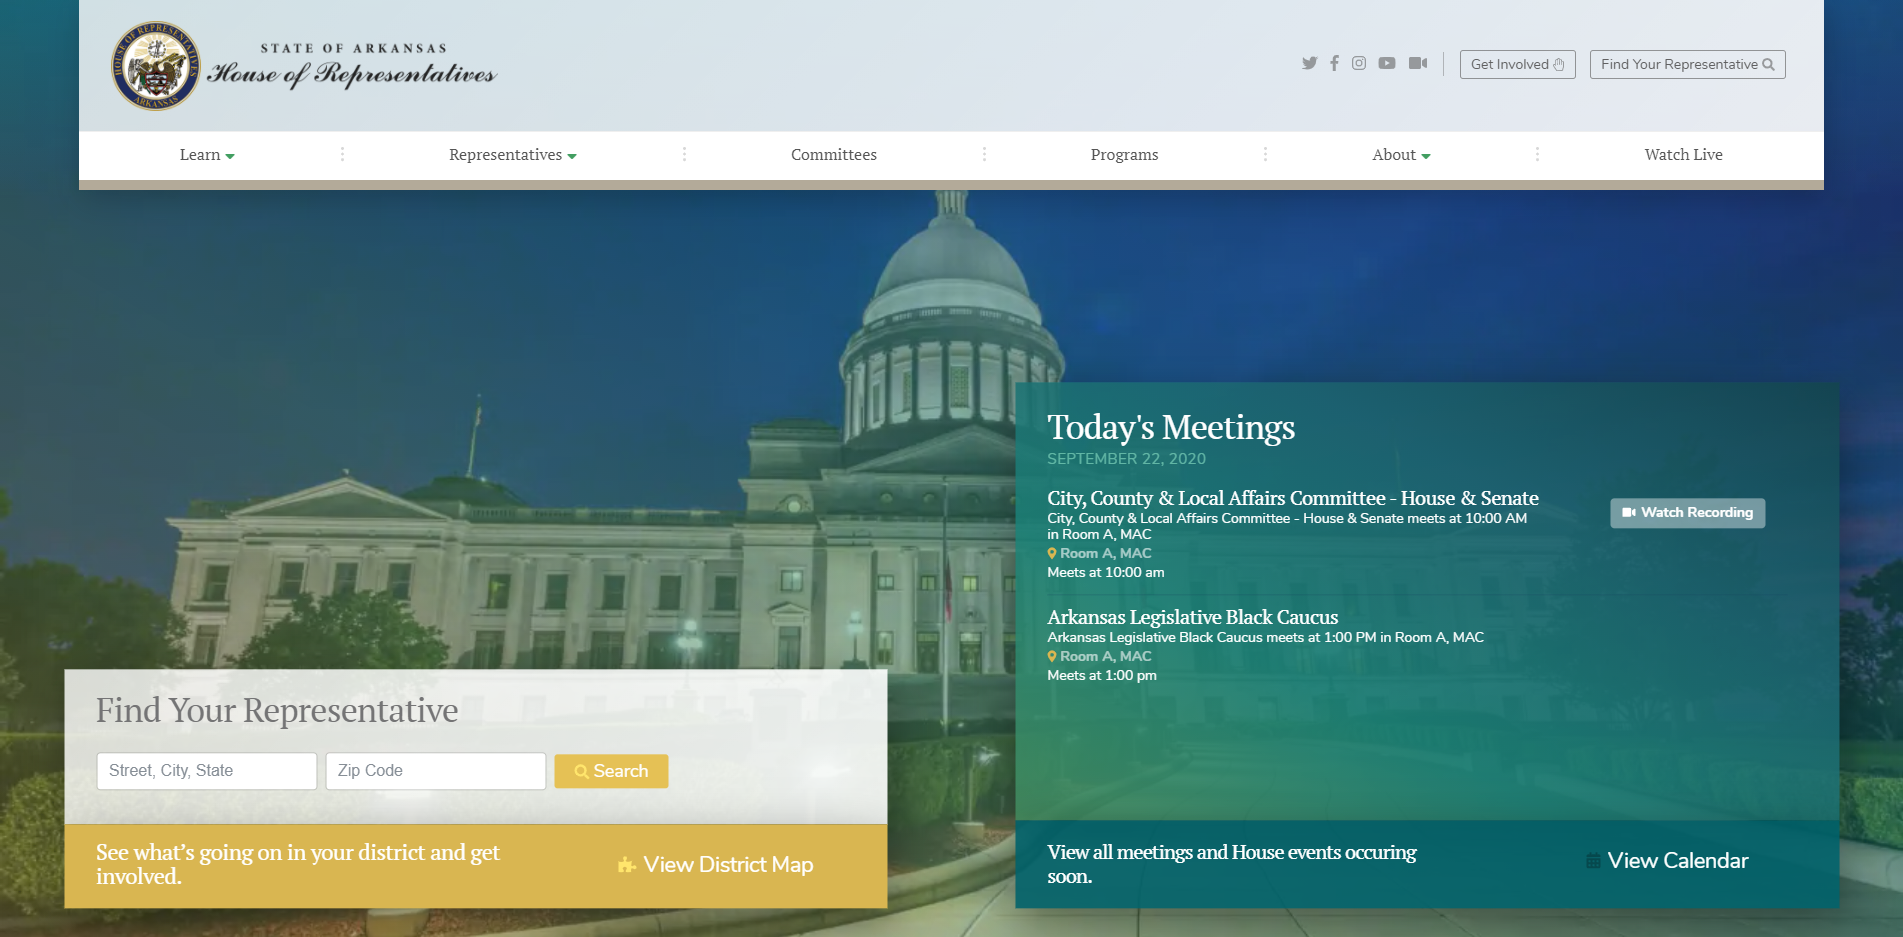 HOUSE OF REPRESENTATIVES
ARKANSAS
STATE OF ARKANSAS
House of Representatives
Get Involved
Find Your Representative
Learn
Representatives
Committees
Programs
About
Watch Live
Today's Meetings
SEPTEMBER 22, 2020
City, County & Local Affairs Committee - House & Senate
City, County & Local Affairs Committee - House & Senate meets at 10:00 AM
in Room A, MAC
Room A, MAC
Meets at 10:00 am
Watch Recording
Arkansas Legislative Black Caucus
Arkansas Legislative Black Caucus meets at 1:00 PM in Room A, MAC
Room A, MAC
Meets at 1:00 pm
View all meetings and House events occuring
soon.
View Calendar
Find Your Representative
Street, City, State
Zip Code
Search
See what's going on in your district and get
involved.
View District Map